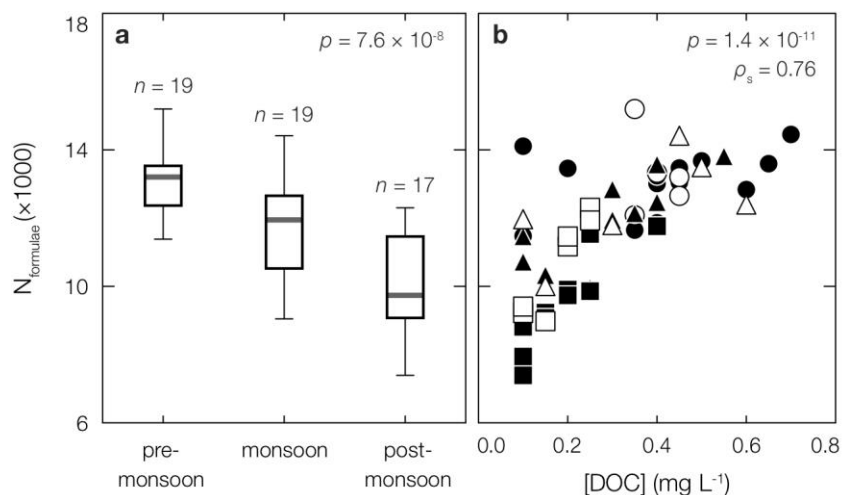 18
14
10
6
N_formulae (×1000)
a
p = 7.6 × 10⁻⁸
n = 19
n = 19
n = 17
pre-
monsoon
monsoon
post-
monsoon
b
p = 1.4 × 10⁻¹¹
ρₛ = 0.76
0.0 0.2 0.4 0.6 0.8
[DOC] (mg L⁻¹)